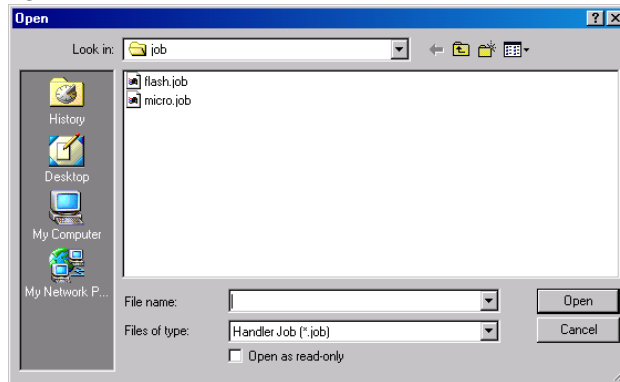 Open
Look in: job
flash.job
micro.job
History
Desktop
My Computer
My Network P...
File name:
Open
Files of type: Handler Job (*.job)
Cancel
Open as read-only